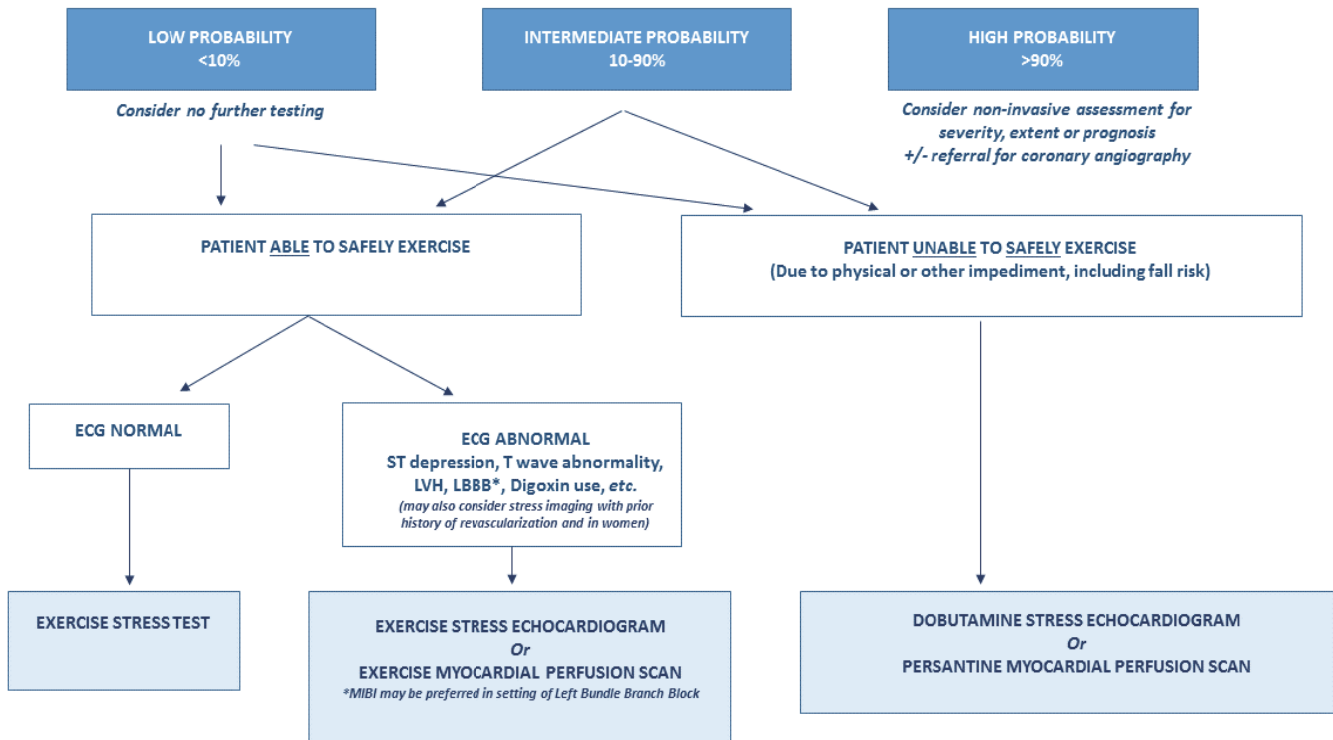 LOW PROBABILITY
<10%
INTERMEDIATE PROBABILITY
10-90%
HIGH PROBABILITY
>90%
Consider no further testing
Consider non-invasive assessment for
severity, extent or prognosis
+/- referral for coronary angiography
PATIENT ABLE TO SAFELY EXERCISE
PATIENT UNABLE TO SAFELY EXERCISE
(Due to physical or other impediment, including fall risk)
ECG NORMAL
ECG ABNORMAL
ST depression, T wave abnormality,
LVH, LBBB*, Digoxin use, etc.
(may also consider stress imaging with prior
history of revascularization and in women)
EXERCISE STRESS TEST
EXERCISE STRESS ECHOCARDIOGRAM
Or
EXERCISE MYOCARDIAL PERFUSION SCAN
*MIBI may be preferred in setting of Left Bundle Branch Block
DOBUTAMINE STRESS ECHOCARDIOGRAM
Or
PERSANTINE MYOCARDIAL PERFUSION SCAN